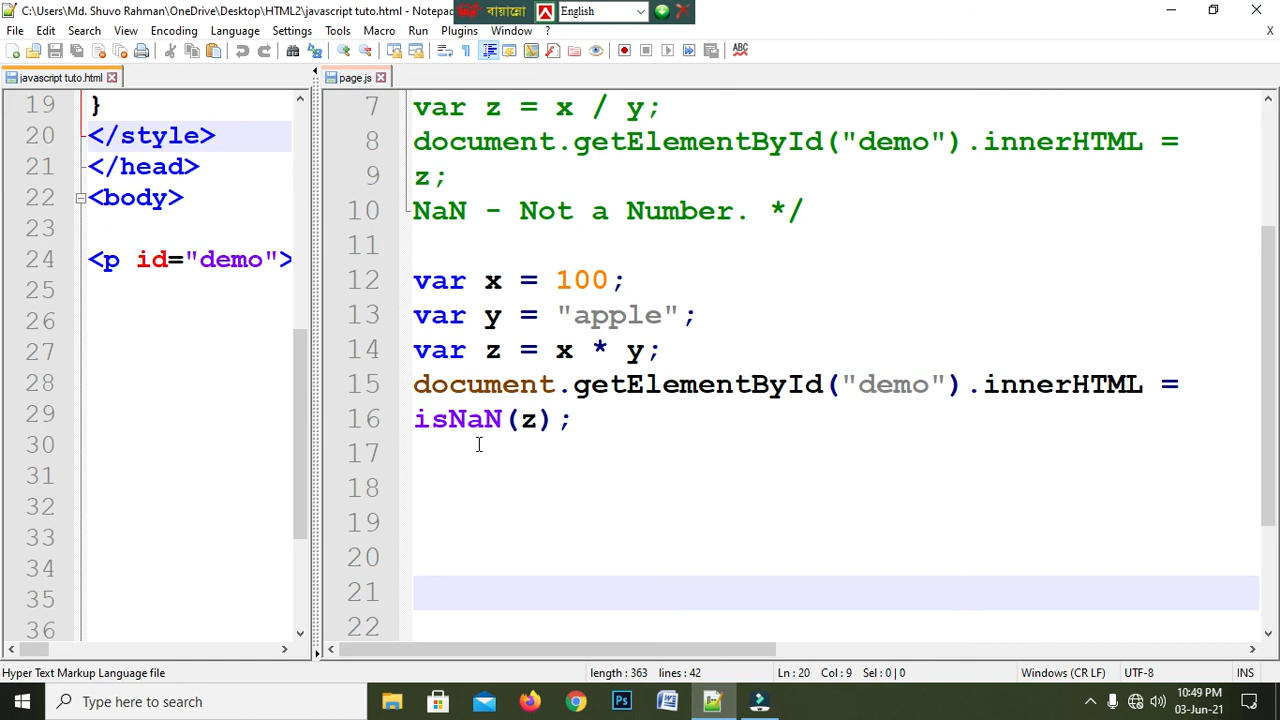 C:\Users\Md. Shuvo Rahman\OneDrive\Desktop\HTML2\javascript tuto.html - Notepa
বায়ান্নো
English
File Edit Search View Encoding Language Settings Tools Macro Run Plugins Window ? X
ABC
javascript tuto.html
page.js
19 }
20 </style>
21 </head>
22 <body>
23
24 <p id="demo">
25
26
27
28
29
30
31
32
33
34
35
36
7 var z = x / y;
8 document.getElementById("demo").innerHTML =
9 z;
10 NaN - Not a Number. */
11
12 var x = 100;
13 var y = "apple";
14 var z = x * y;
15 document.getElementById("demo").innerHTML =
16 isNaN(z);
17
18
19
20
21
22
Hyper Text Markup Language file
length : 363 lines : 42
Ln : 20 Col : 9 Sel : 0 | 0
Windows (CR LF)
UTF-8
INS
Type here to search
Ps
W
10:49 PM
03-Jun-21